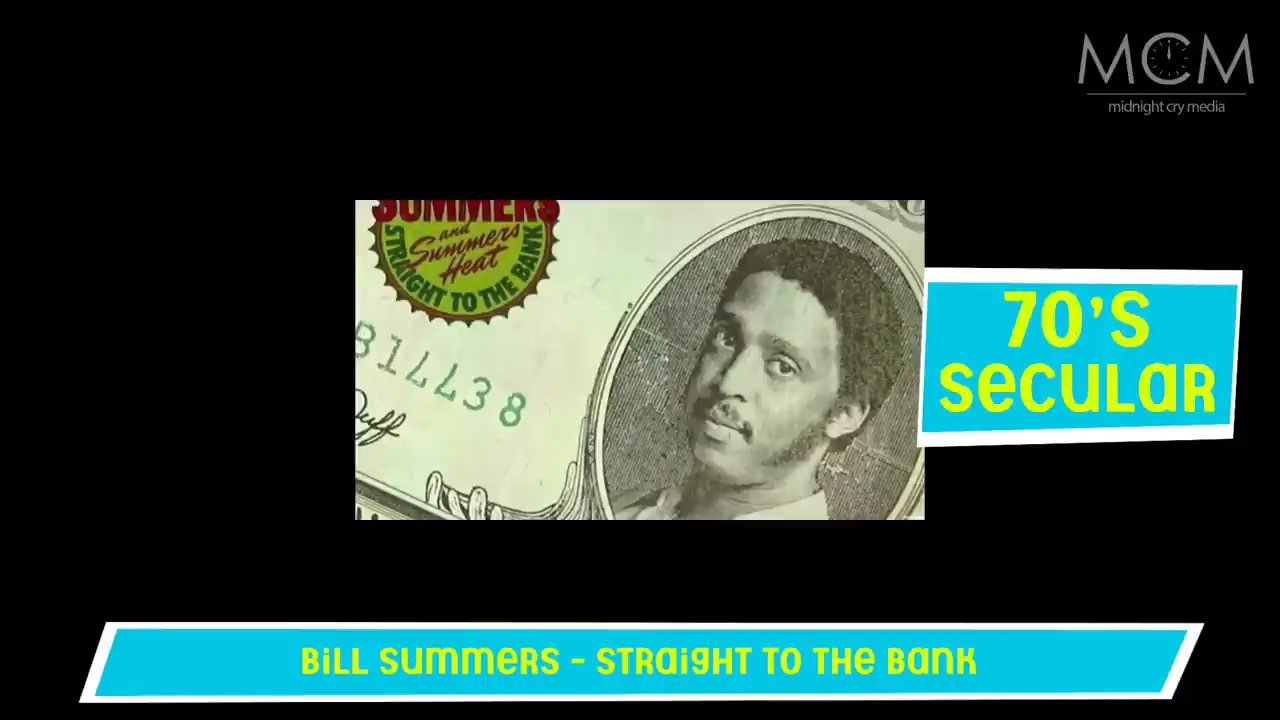 MCM
midnight cry media
SUMMERS
and
Summers
Heat
STRAIGHT TO THE BANK
B1LL38
70'S
SECULAR
BILL SUMMERS - STRAIGHT TO THE BANK